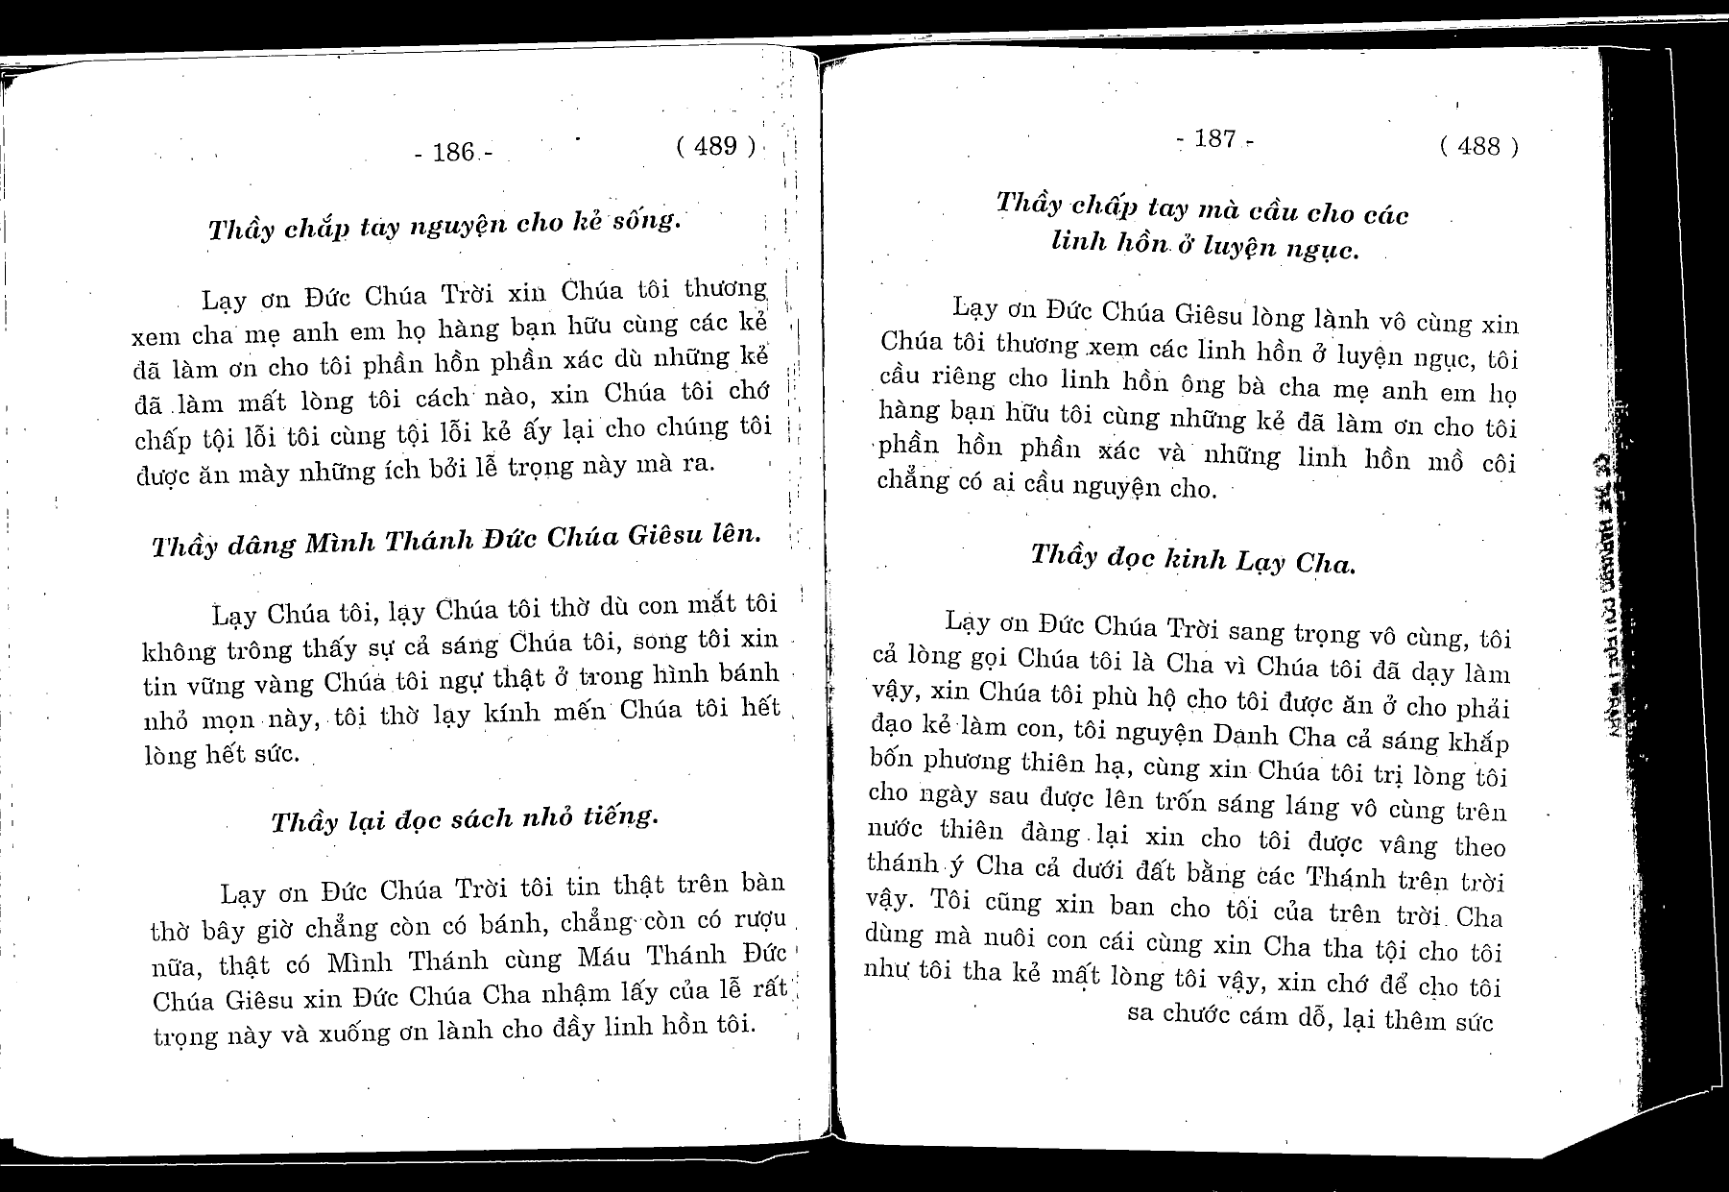 - 186 -
( 489 )
Thầy chắp tay nguyện cho kẻ sống.
Lạy ơn Đức Chúa Trời xin Chúa tôi thương
xem cha mẹ anh em họ hàng bạn hữu cùng các kẻ
đã làm ơn cho tôi phần hồn phần xác dù những kẻ
đã làm mất lòng tôi cách nào, xin Chúa tôi chớ
chấp tội lỗi tôi cùng tội lỗi kẻ ấy lại cho chúng tôi
được ăn mày những ích bởi lễ trọng này mà ra.
Thầy dâng Mình Thánh Đức Chúa Giêsu lên.
Lạy Chúa tôi, lạy Chúa tôi thờ dù con mắt tôi
không trông thấy sự cả sáng Chúa tôi, song tôi xin
tin vững vàng Chúa tôi ngự thật ở trong hình bánh
nhỏ mọn này, tôi thờ lạy kính mến Chúa tôi hết
lòng hết sức.
Thầy lại đọc sách nhỏ tiếng.
Lạy ơn Đức Chúa Trời tôi tin thật trên bàn
thờ bây giờ chẳng còn có bánh, chẳng còn có rượu
nữa, thật có Mình Thánh cùng Máu Thánh Đức
Chúa Giêsu xin Đức Chúa Cha nhậm lấy của lễ rất
trọng này và xuống ơn lành cho đầy linh hồn tôi.
- 187 -
( 488 )
Thầy chấp tay mà cầu cho các
linh hồn ở luyện ngục.
Lạy ơn Đức Chúa Giêsu lòng lành vô cùng xin
Chúa tôi thương xem các linh hồn ở luyện ngục, tôi
cầu riêng cho linh hồn ông bà cha mẹ anh em họ
hàng bạn hữu tôi cùng những kẻ đã làm ơn cho tôi
phần hồn phần xác và những linh hồn mồ côi
chẳng có ai cầu nguyện cho.
Thầy đọc kinh Lạy Cha.
Lạy ơn Đức Chúa Trời sang trọng vô cùng, tôi
cả lòng gọi Chúa tôi là Cha vì Chúa tôi đã dạy làm
vậy, xin Chúa tôi phù hộ cho tôi được ăn ở cho phải
đạo kẻ làm con, tôi nguyện Danh Cha cả sáng khắp
bốn phương thiên hạ, cùng xin Chúa tôi trị lòng tôi
cho ngày sau được lên trốn sáng láng vô cùng trên
nước thiên đàng lại xin cho tôi được vâng theo
thánh ý Cha cả dưới đất bằng các Thánh trên trời
vậy. Tôi cũng xin ban cho tôi của trên trời Cha
dùng mà nuôi con cái cùng xin Cha tha tội cho tôi
như tôi tha kẻ mất lòng tôi vậy, xin chớ để cho tôi
sa chước cám dỗ, lại thêm sức